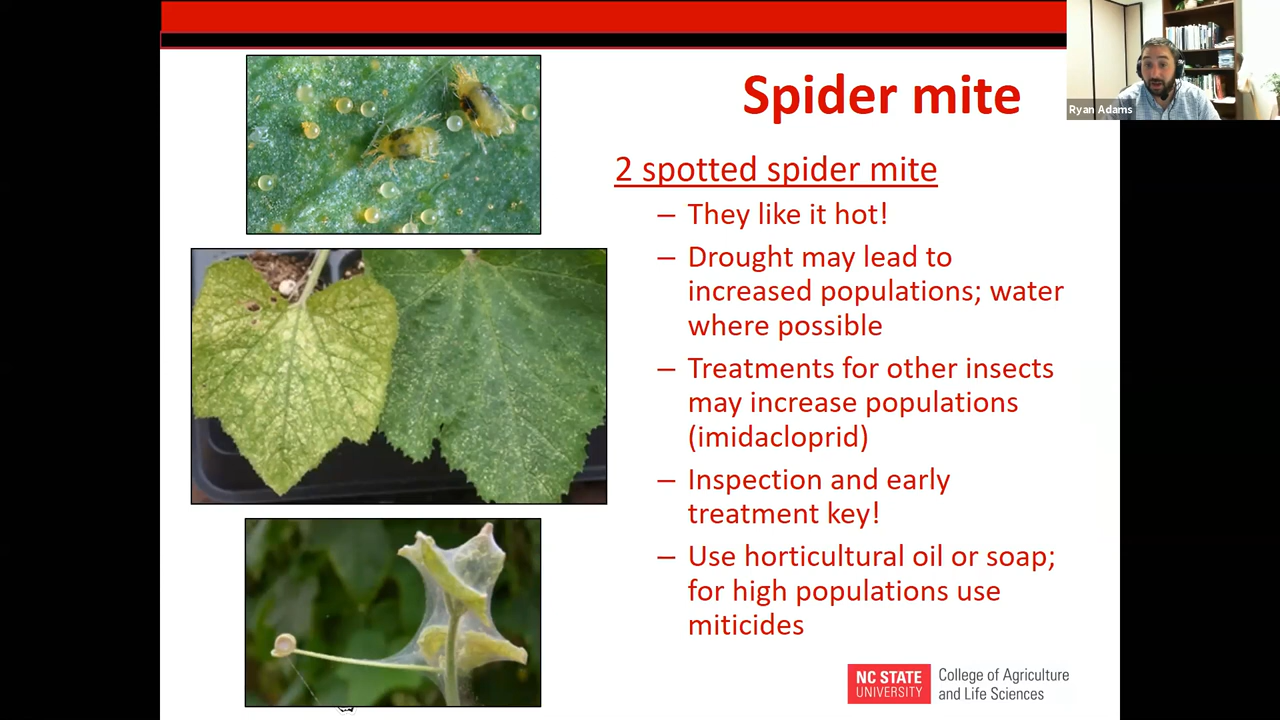 Spider mite
Ryan Adams
2 spotted spider mite
– They like it hot!
– Drought may lead to
increased populations; water
where possible
– Treatments for other insects
may increase populations
(imidacloprid)
– Inspection and early
treatment key!
– Use horticultural oil or soap;
for high populations use
miticides
NC STATE
UNIVERSITY
College of Agriculture
and Life Sciences